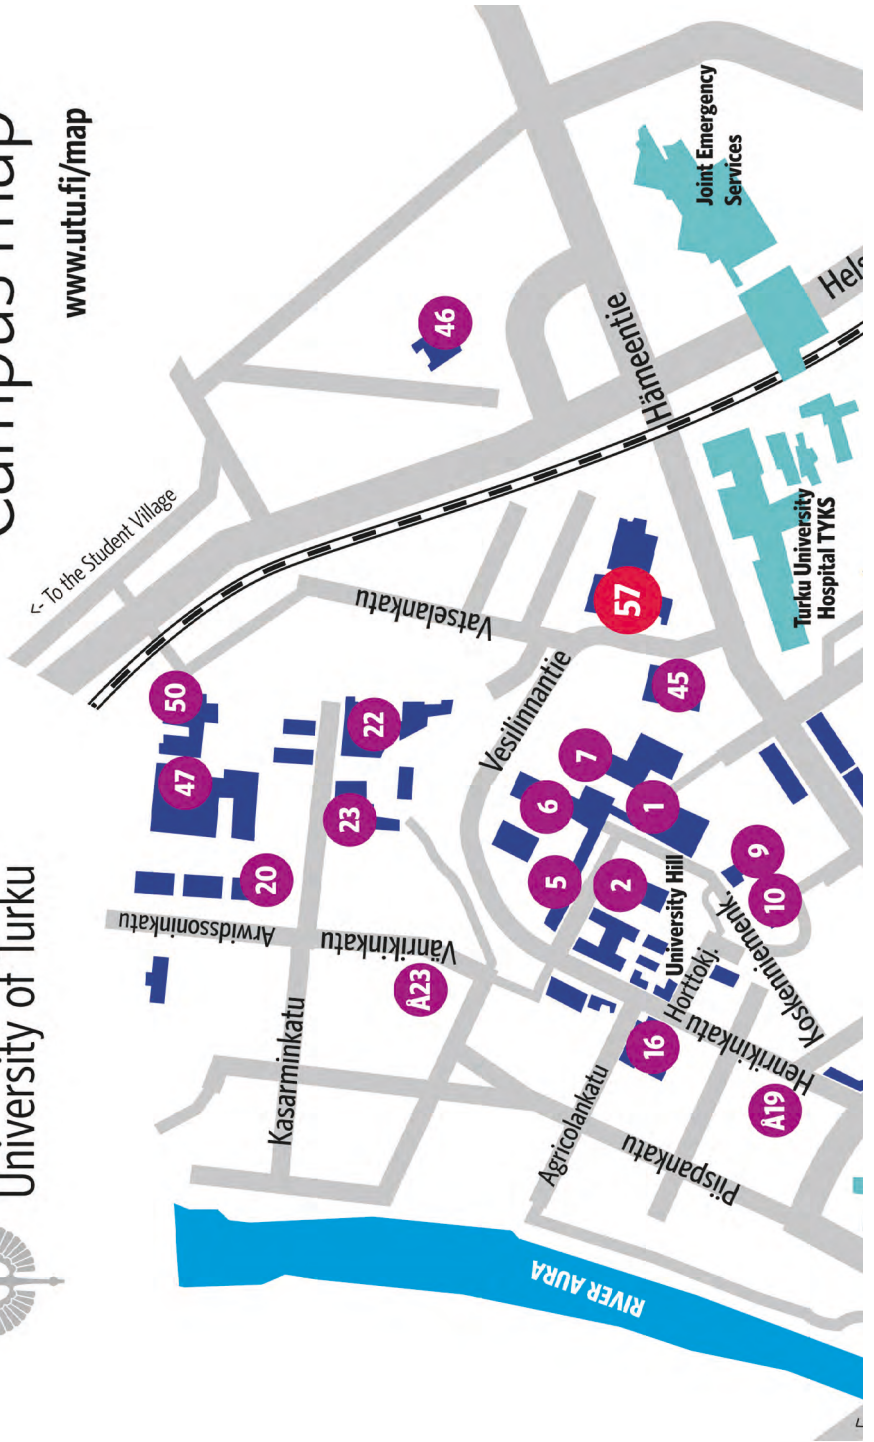 University of Turku
Campus map
www.utu.fi/map
<- To the Student Village
50
47
20
Arwidssoninkatu
Kasarminkatu
Vänrikinkatu
22
23
Vatselankatu
Å23
46
Vesilinnantie
6
7
5
RIVER AURA
Agricolankatu
57
Hämeentie
2
1
45
16
University Hill
Horttokj.
Piispankatu
Henrikinkatu
9
10
Koskenniemenk.
Å19
Joint Emergency
Services
Turku University
Hospital TYKS
Hels